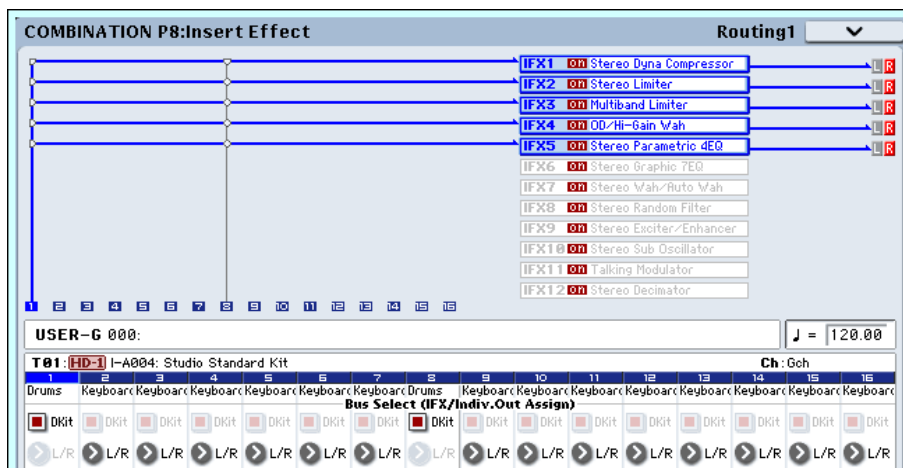 COMBINATION P8:Insert Effect Routing1
IFX1 on Stereo Dyna Compressor L R
IFX2 on Stereo Limiter L R
IFX3 on Multiband Limiter L R
IFX4 on OD/Hi-Gain Wah L R
IFX5 on Stereo Parametric 4EQ L R
IFX6 on Stereo Graphic 7EQ
IFX7 on Stereo Wah/Auto Wah
IFX8 on Stereo Random Filter
IFX9 on Stereo Exciter/Enhancer
IFX10 on Stereo Sub Oscillator
IFX11 on Talking Modulator
IFX12 on Stereo Decimator
1 2 3 4 5 6 7 8 9 10 11 12 13 14 15 16
USER-G 000: ♩ = 120.00
T01: HD-1 I-A004: Studio Standard Kit Ch: Gch
1 2 3 4 5 6 7 8 9 10 11 12 13 14 15 16
Drums Keyboarc Keyboarc Keyboarc Keyboarc Keyboarc Keyboarc Drums Keyboarc Keyboarc Keyboarc Keyboarc Keyboarc Keyboarc Keyboarc Keyboarc
Bus Select (IFX/Indiv.Out Assign)
DKit DKit DKit DKit DKit DKit DKit DKit DKit DKit DKit DKit DKit DKit DKit DKit
L/R L/R L/R L/R L/R L/R L/R L/R L/R L/R L/R L/R L/R L/R L/R L/R